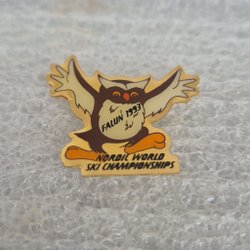 FALUN 1993
NORDIC WORLD
SKI CHAMPIONSHIPS